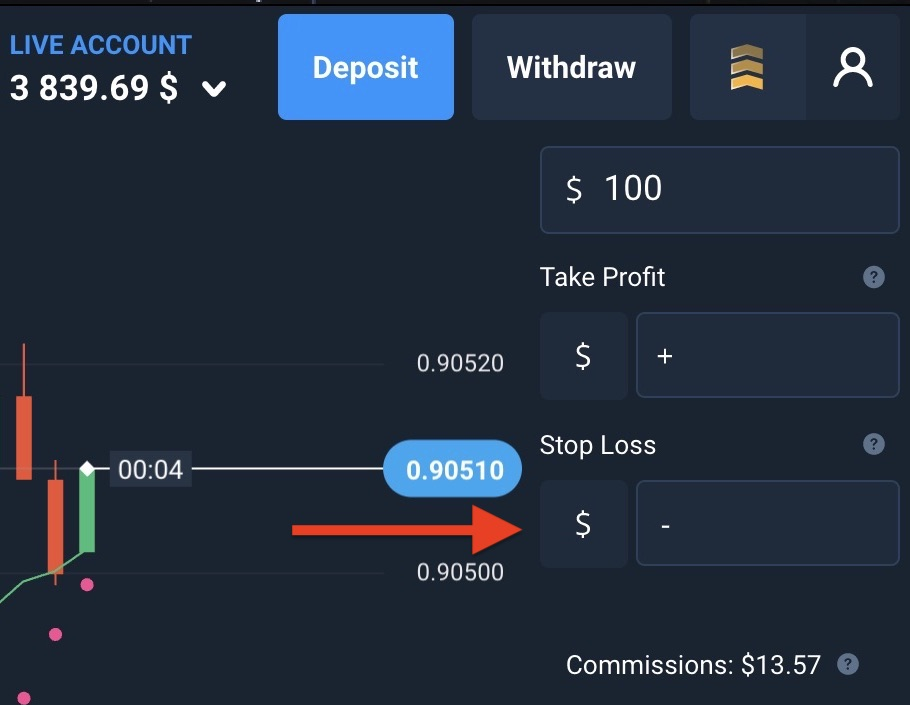 LIVE ACCOUNT
3 839.69 $
Deposit
Withdraw
$ 100
Take Profit ?
$ +
0.90520
Stop Loss ?
00:04
0.90510
$ -
0.90500
Commissions: $13.57 ?